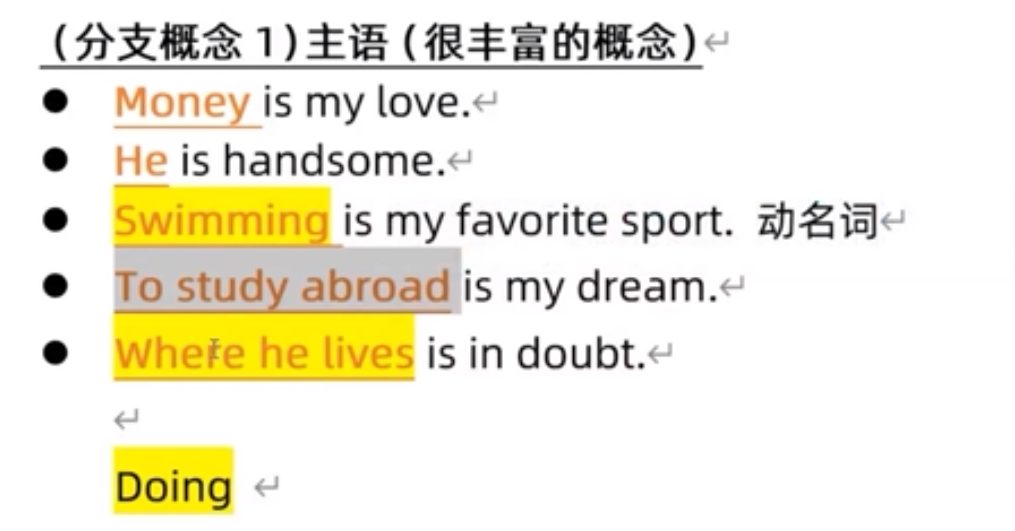 （分支概念 1）主语（很丰富的概念）
● Money is my love.
● He is handsome.
● Swimming is my favorite sport. 动名词
● To study abroad is my dream.
● Where he lives is in doubt.
Doing